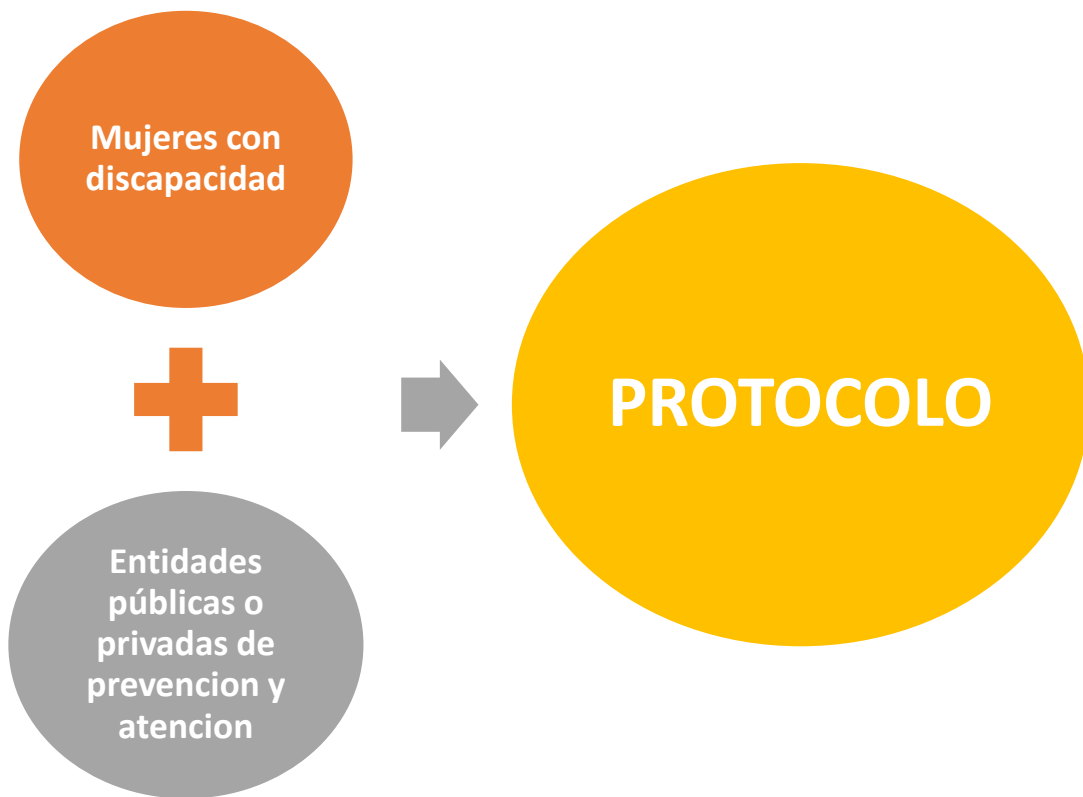 Mujeres con
discapacidad
PROTOCOLO
Entidades
públicas o
privadas de
prevencion y
atencion